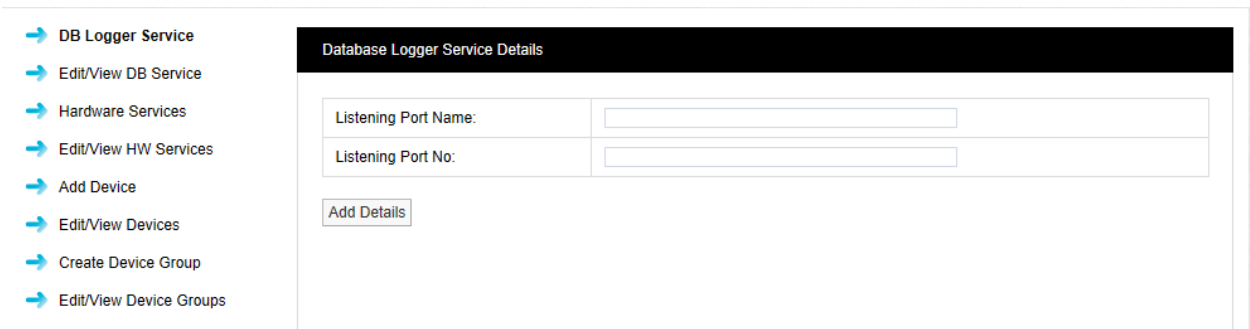 DB Logger Service
Edit/View DB Service
Hardware Services
Edit/View HW Services
Add Device
Edit/View Devices
Create Device Group
Edit/View Device Groups
Database Logger Service Details
Listening Port Name:
Listening Port No:
Add Details